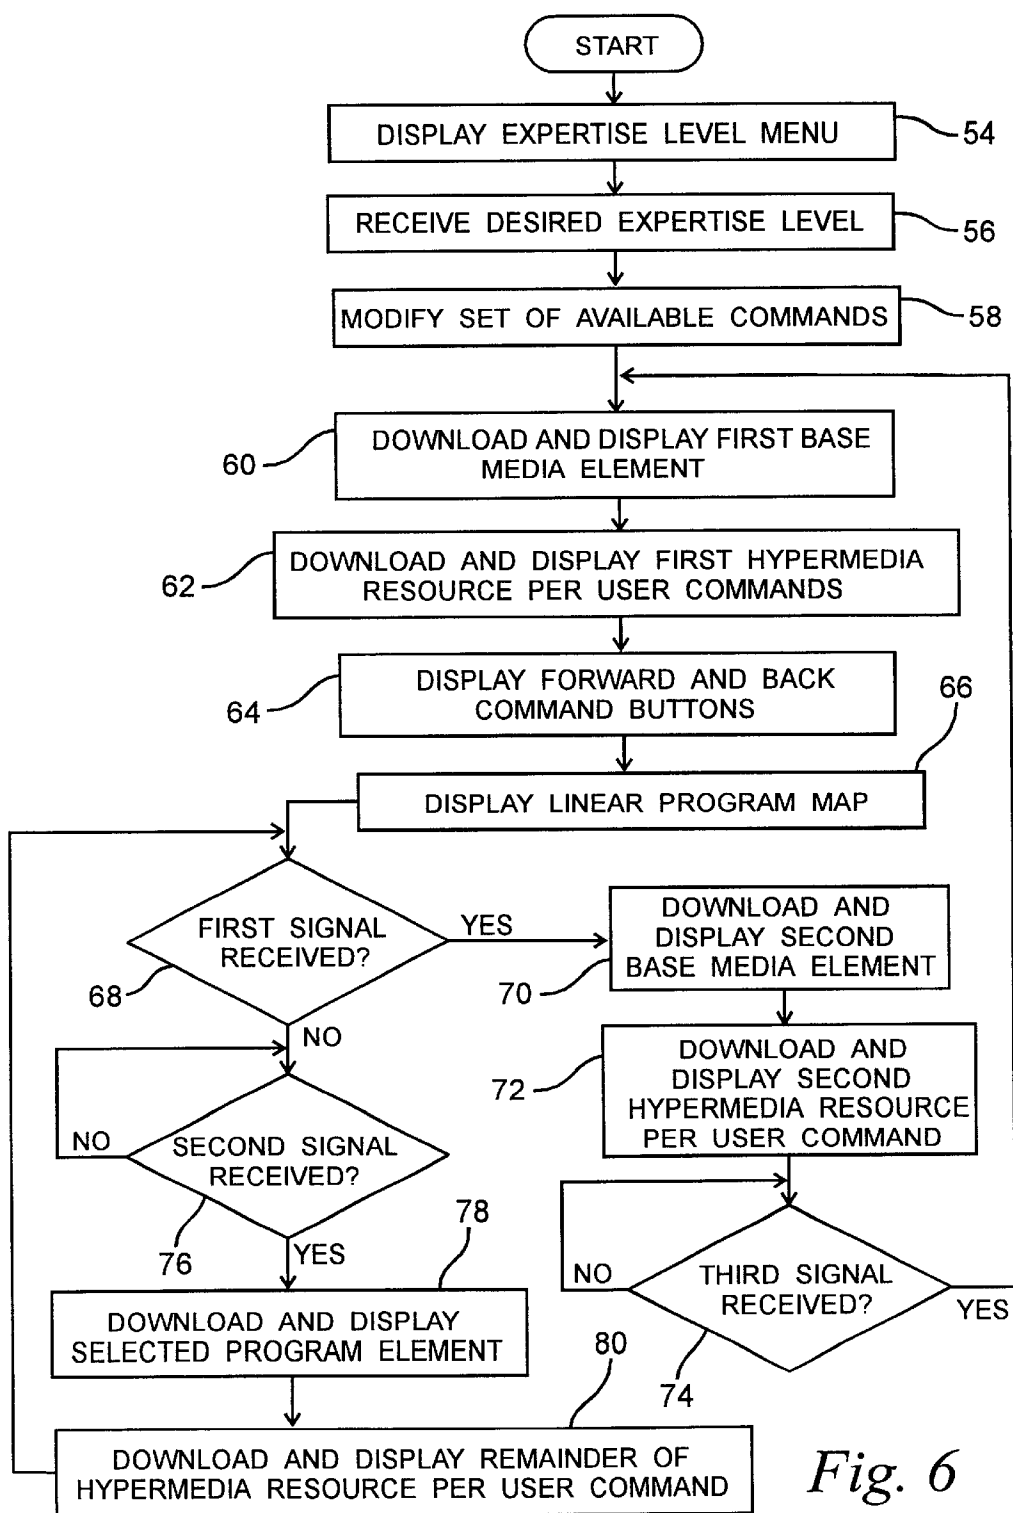 START
DISPLAY EXPERTISE LEVEL MENU
54
RECEIVE DESIRED EXPERTISE LEVEL
56
MODIFY SET OF AVAILABLE COMMANDS
58
60
DOWNLOAD AND DISPLAY FIRST BASE
MEDIA ELEMENT
62
DOWNLOAD AND DISPLAY FIRST HYPERMEDIA
RESOURCE PER USER COMMANDS
64
DISPLAY FORWARD AND BACK
COMMAND BUTTONS
66
DISPLAY LINEAR PROGRAM MAP
FIRST SIGNAL
RECEIVED?
68
YES
NO
DOWNLOAD AND
DISPLAY SECOND
BASE MEDIA ELEMENT
70
DOWNLOAD AND
DISPLAY SECOND
HYPERMEDIA RESOURCE
PER USER COMMAND
72
SECOND SIGNAL
RECEIVED?
NO
76
YES
THIRD SIGNAL
RECEIVED?
NO
YES
74
78
DOWNLOAD AND DISPLAY
SELECTED PROGRAM ELEMENT
80
DOWNLOAD AND DISPLAY REMAINDER OF
HYPERMEDIA RESOURCE PER USER COMMAND
Fig. 6